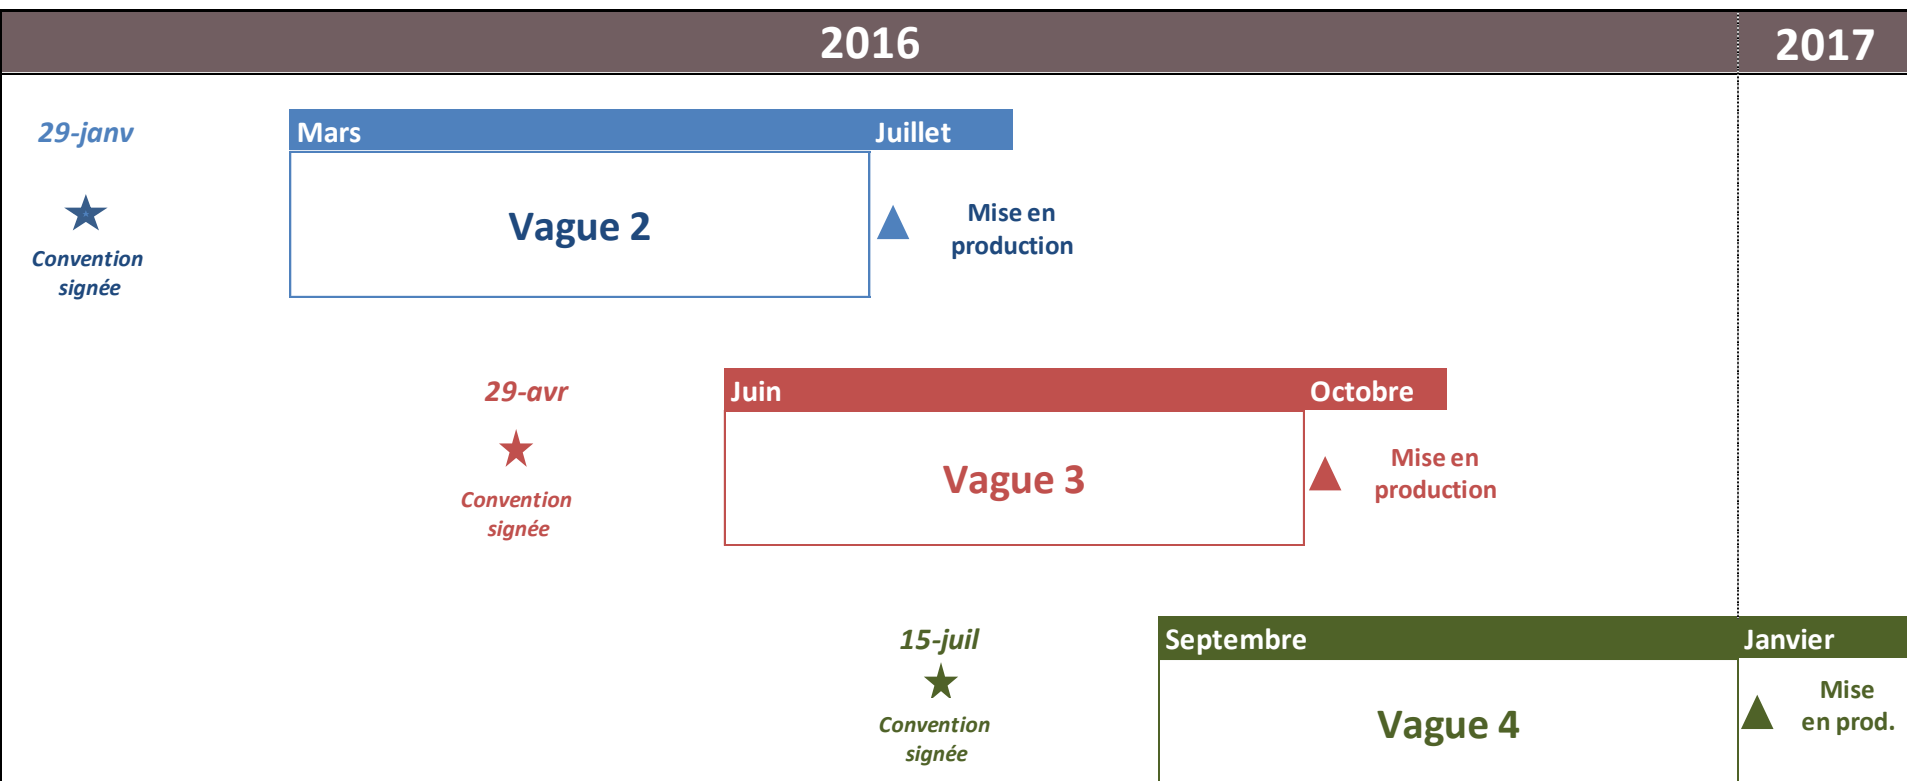 2016 2017
29-janv Mars Juillet
Vague 2
Mise en
production
Convention
signée
29-avr Juin Octobre
Vague 3
Mise en
production
Convention
signée
15-juil Septembre Janvier
Vague 4
Mise
en prod.
Convention
signée